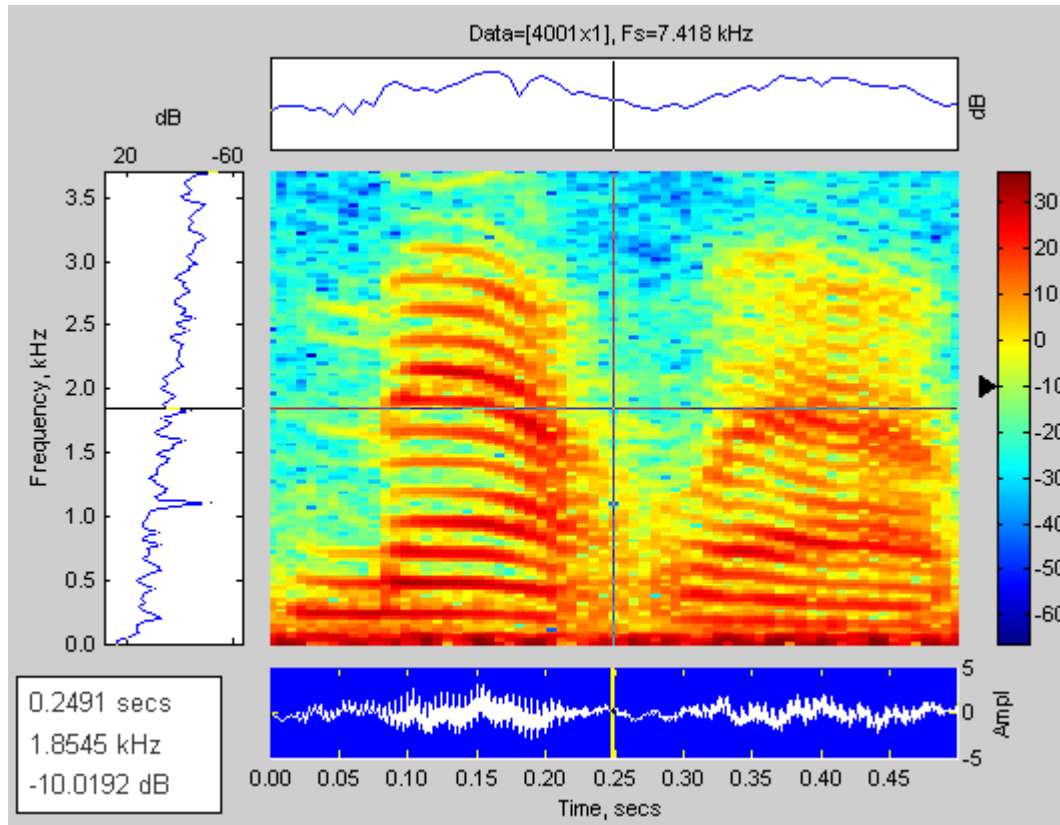 Data=[4001x1], Fs=7.418 kHz
dB
dB
20 -60
3.5
3.0
2.5
2.0
1.5
1.0
0.5
0.0
Frequency, kHz
30
20
10
0
-10
-20
-30
-40
-50
-60
0.2491 secs
1.8545 kHz
-10.0192 dB
5
0
-5
Ampl
0.00 0.05 0.10 0.15 0.20 0.25 0.30 0.35 0.40 0.45
Time, secs